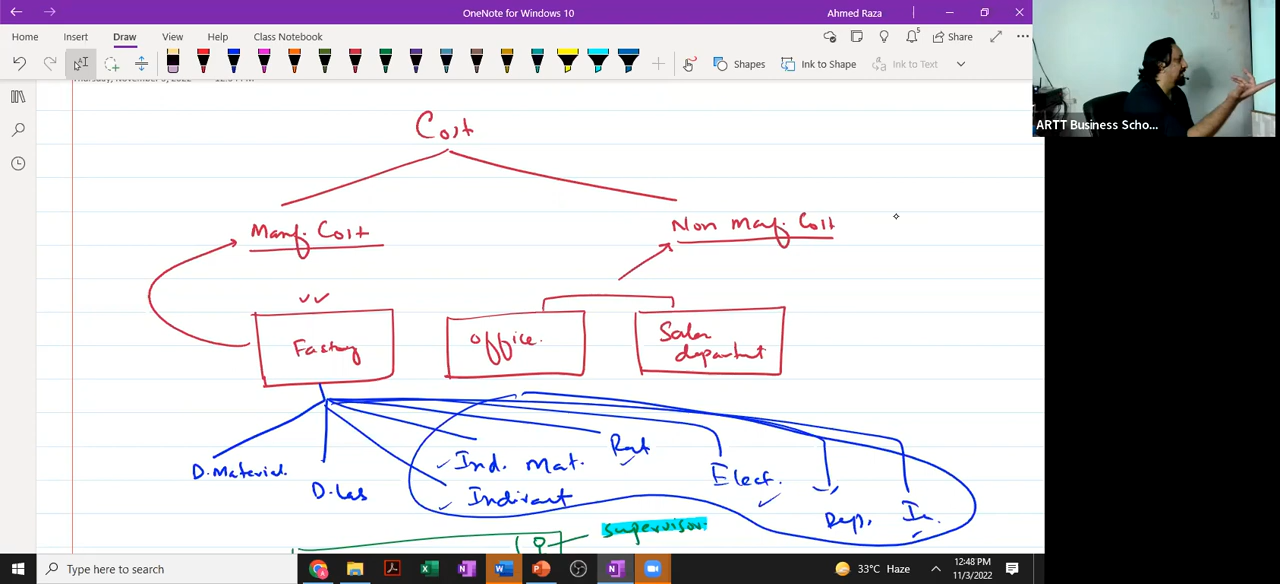 OneNote for Windows 10
Ahmed Raza
Home Insert Draw View Help Class Notebook
Share
Shapes Ink to Shape Ink to Text
Cost
Manf. Cost
Non Manf. Cost
Factory
office.
Sales
department
D.Material.
D.Lab
Ind. Mat.
Indirect
Rent
Elect.
Dep.
In.
supervisor
ARTT Business Scho...
Type here to search
33°C Haze
12:48 PM
11/3/2022